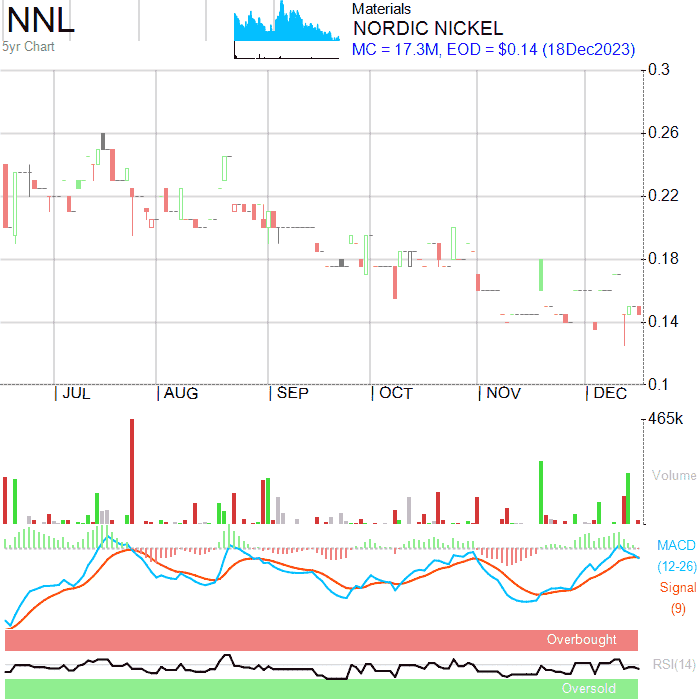 NNL
5yr Chart
Materials
NORDIC NICKEL
MC = 17.3M, EOD = $0.14 (18Dec2023)
0.3
0.26
0.22
0.18
0.14
0.1
JUL AUG SEP OCT NOV DEC
465k
Volume
MACD
(12-26)
Signal
(9)
Overbought
RSI(14)
Oversold